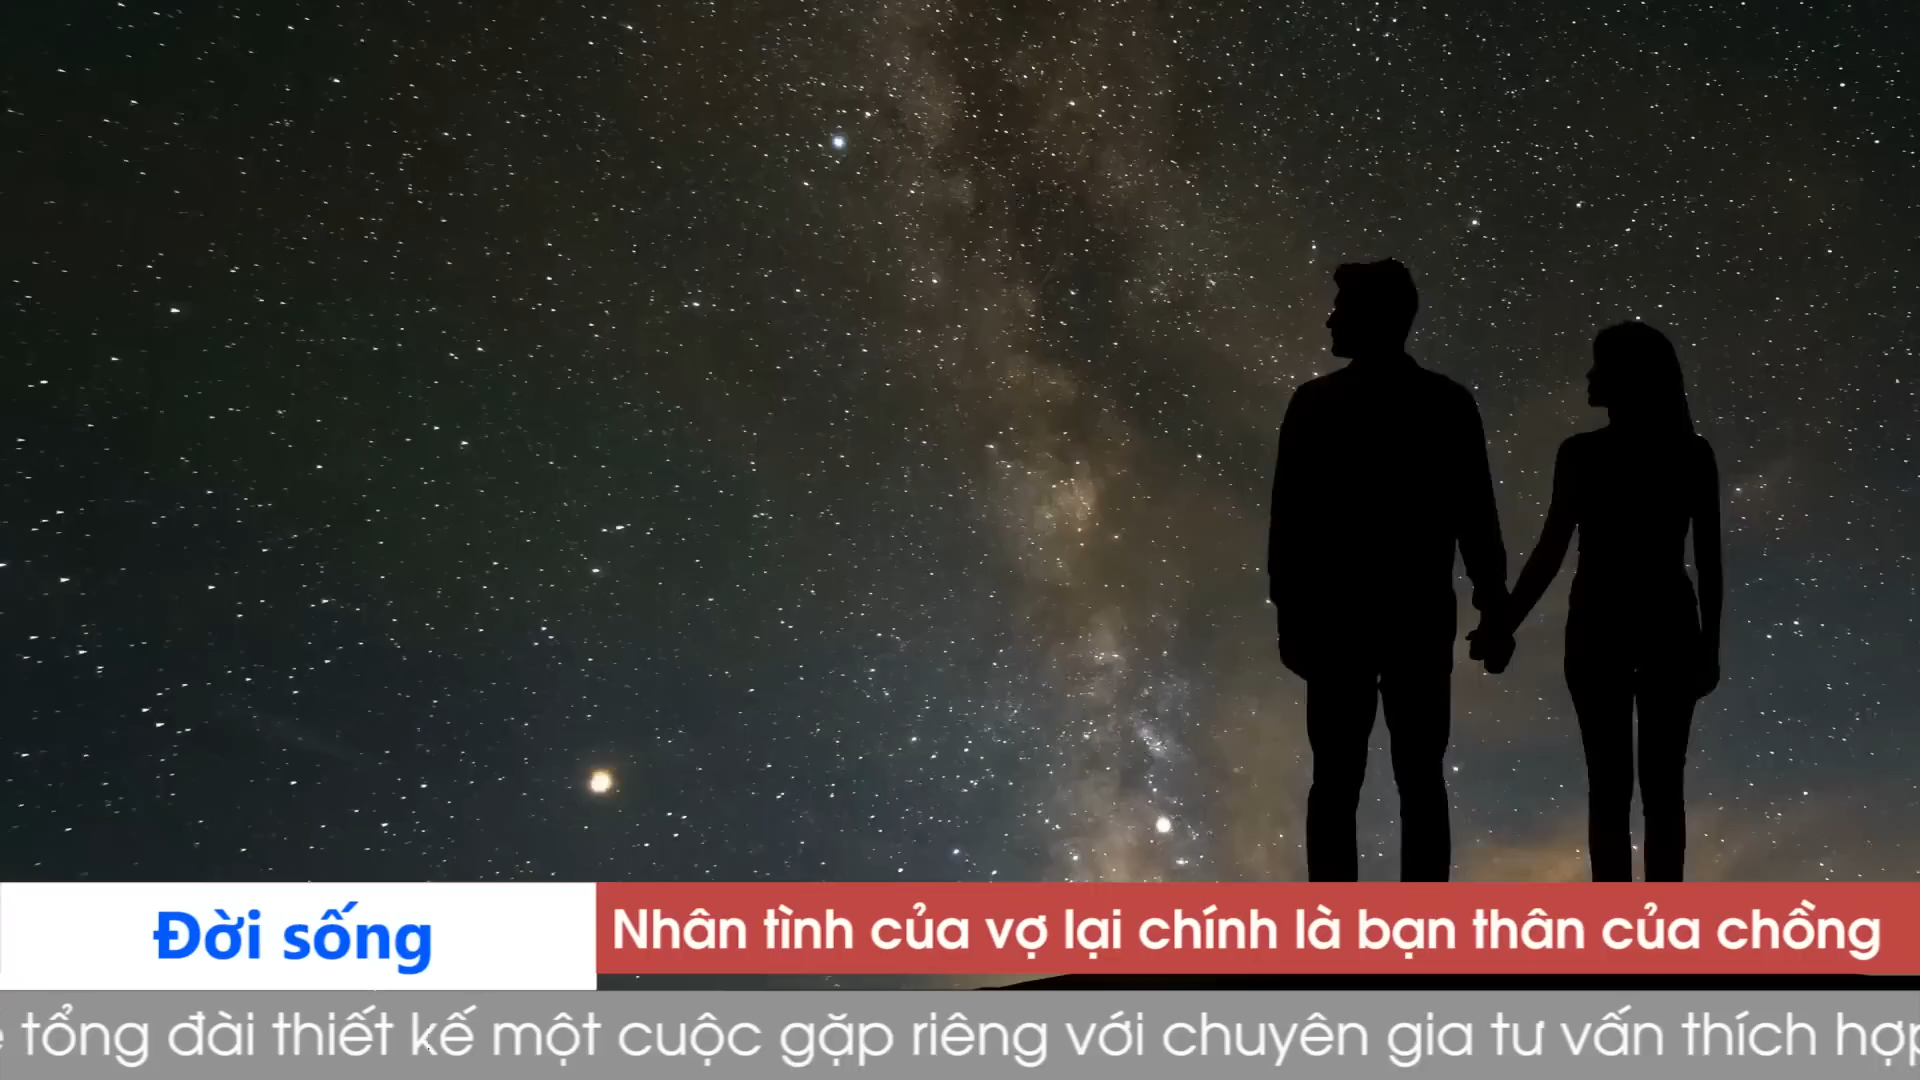 Đời sống
Nhân tình của vợ lại chính là bạn thân của chồng
tổng đài thiết kế một cuộc gặp riêng với chuyên gia tư vấn thích hợp